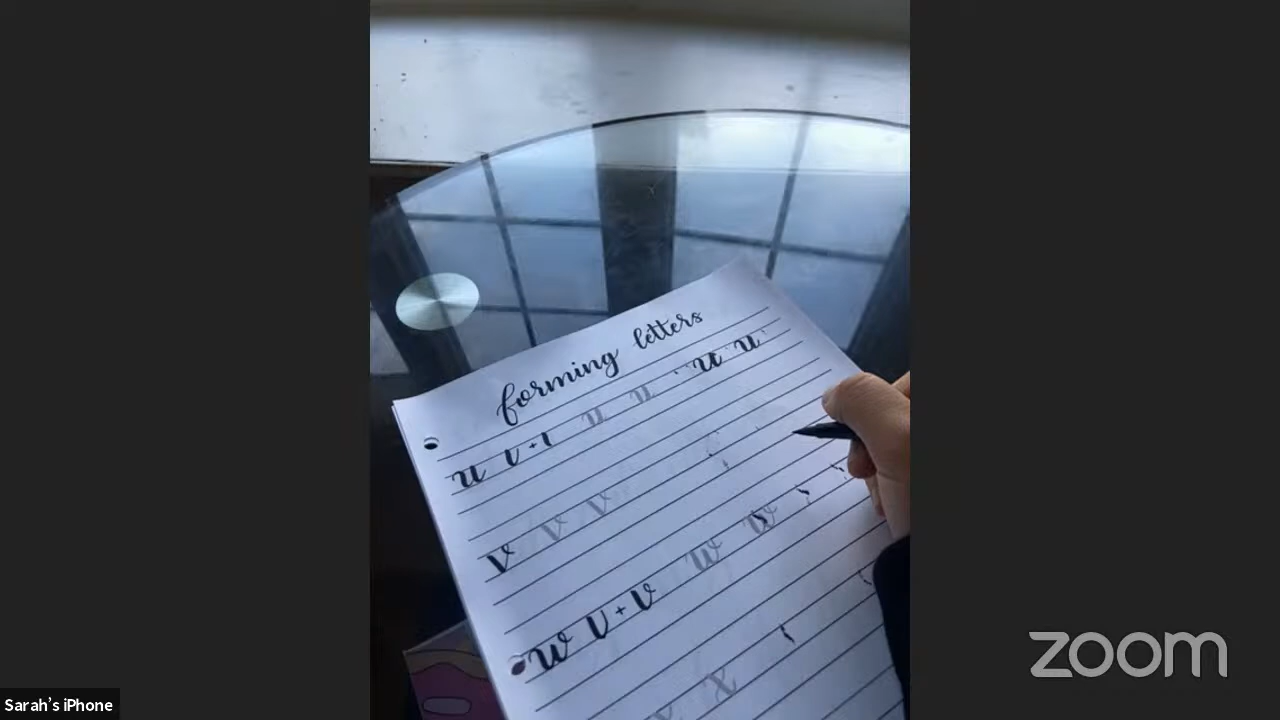 forming letters
u u + ı u u u u
v v v
w u + v w w
x
Sarah's iPhone
zoom